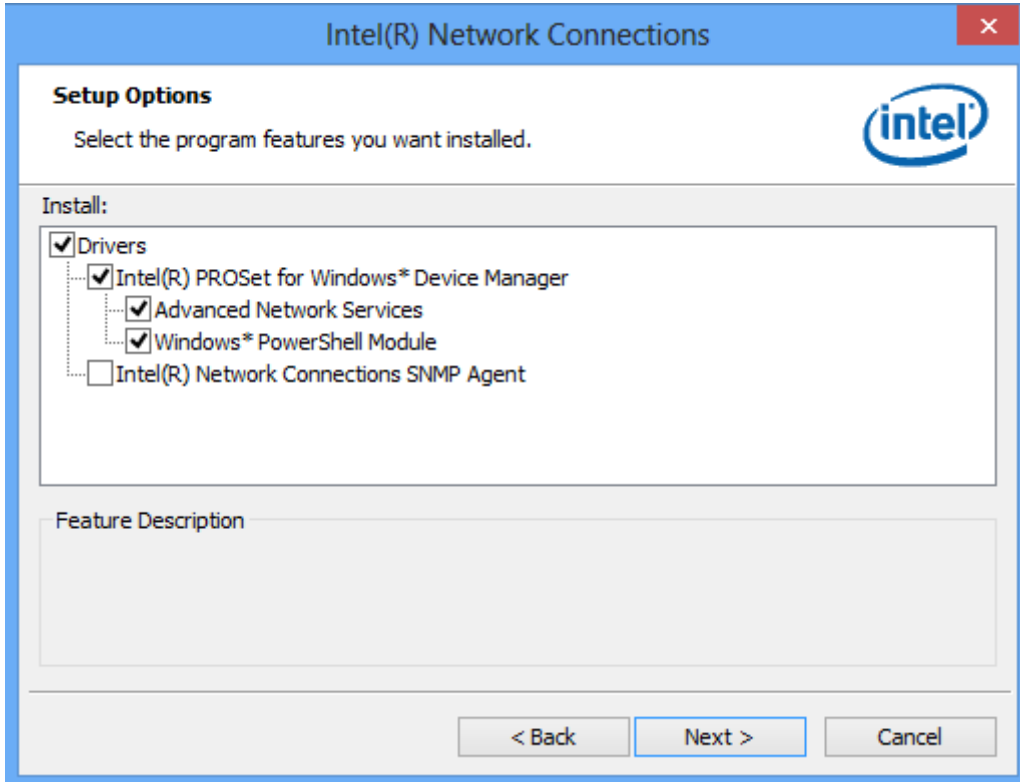 Intel(R) Network Connections
Setup Options
Select the program features you want installed.
intel
Install:
Drivers
Intel(R) PROSet for Windows* Device Manager
Advanced Network Services
Windows* PowerShell Module
Intel(R) Network Connections SNMP Agent
Feature Description
< Back Next > Cancel